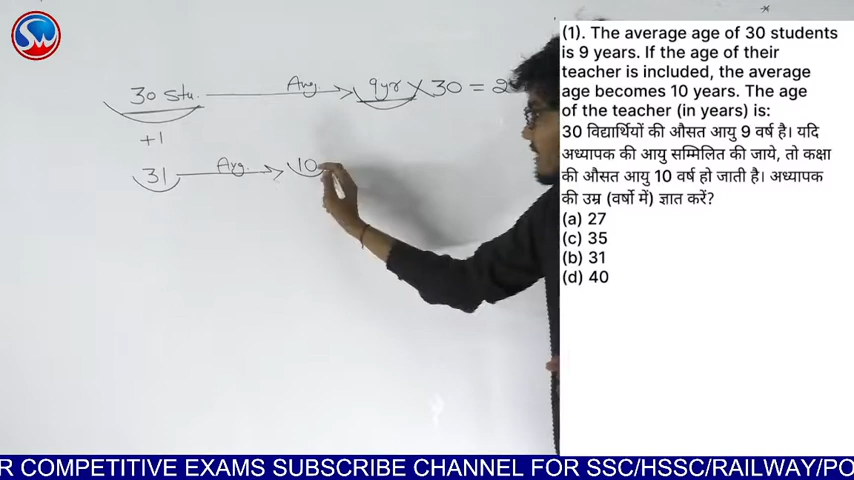 SW
30 Stu. Avg. 9yr × 30 = 2
+1
31 Avg. 10
(1). The average age of 30 students
is 9 years. If the age of their
teacher is included, the average
age becomes 10 years. The age
of the teacher (in years) is:
30 विद्यार्थियों की औसत आयु 9 वर्ष है। यदि
अध्यापक की आयु सम्मिलित की जाये, तो कक्षा
की औसत आयु 10 वर्ष हो जाती है। अध्यापक
की उम्र (वर्षो में) ज्ञात करें?
(a) 27
(c) 35
(b) 31
(d) 40
R COMPETITIVE EXAMS SUBSCRIBE CHANNEL FOR SSC/HSSC/RAILWAY/PO